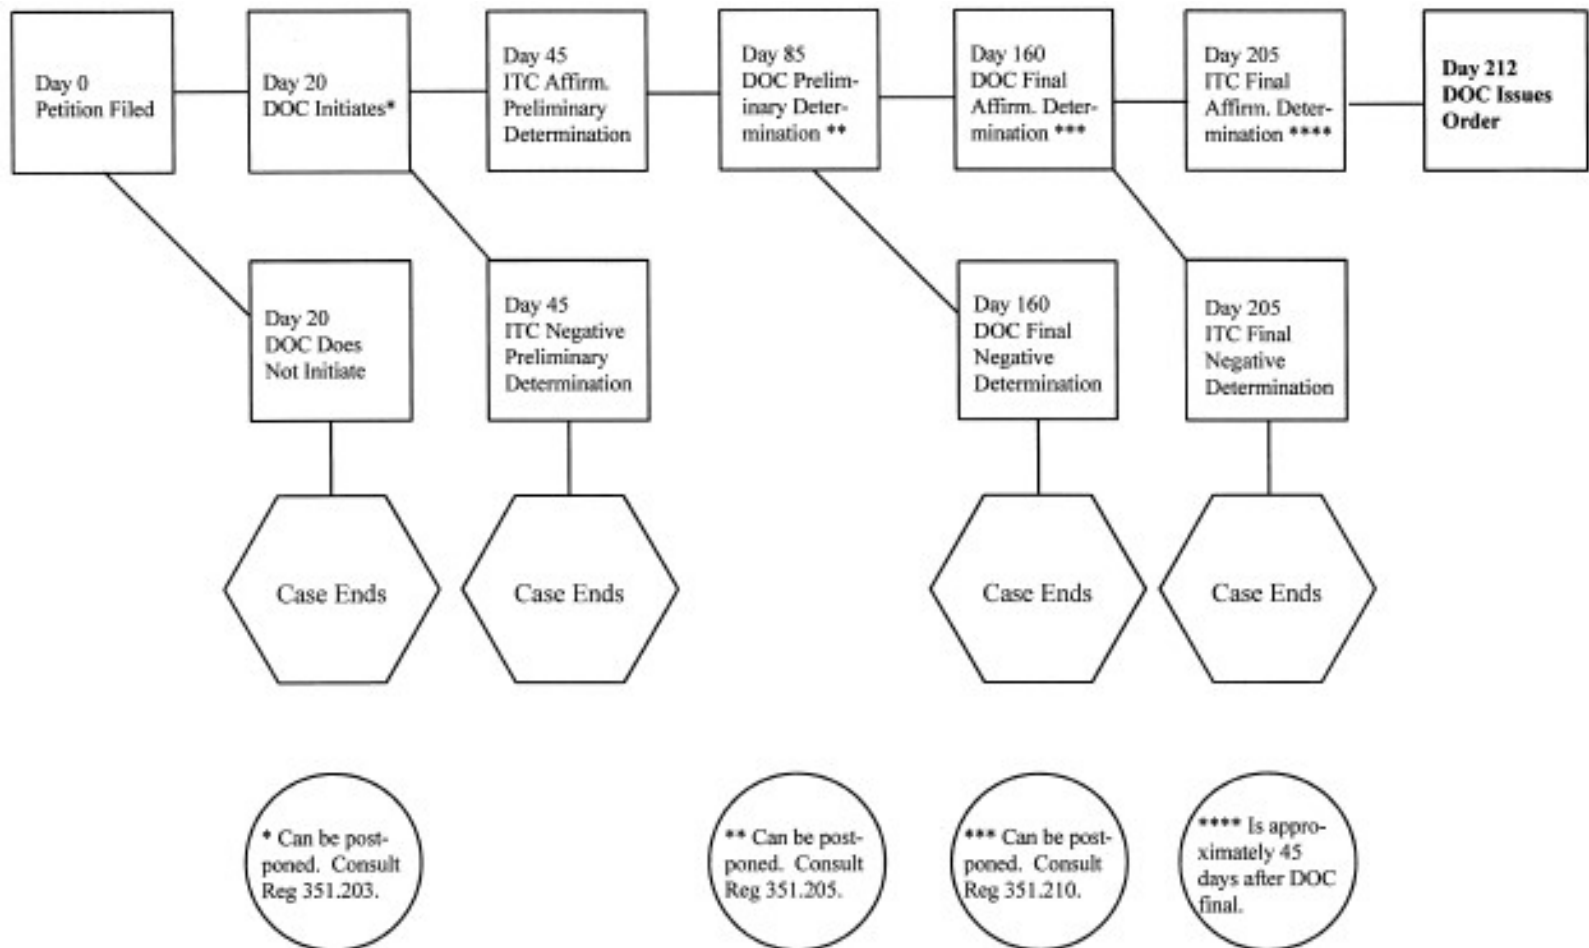 Day 0
Petition Filed
Day 20
DOC Initiates*
Day 45
ITC Affirm.
Preliminary
Determination
Day 85
DOC Prelim-
inary Deter-
mination **
Day 160
DOC Final
Affirm. Deter-
mination ***
Day 205
ITC Final
Affirm. Deter-
mination ****
Day 212
DOC Issues
Order
Day 20
DOC Does
Not Initiate
Day 45
ITC Negative
Preliminary
Determination
Day 160
DOC Final
Negative
Determination
Day 205
ITC Final
Negative
Determination
Case Ends
Case Ends
Case Ends
Case Ends
* Can be post-
poned. Consult
Reg 351.203.
** Can be post-
poned. Consult
Reg 351.205.
*** Can be post-
poned. Consult
Reg 351.210.
**** Is appro-
ximately 45
days after DOC
final.